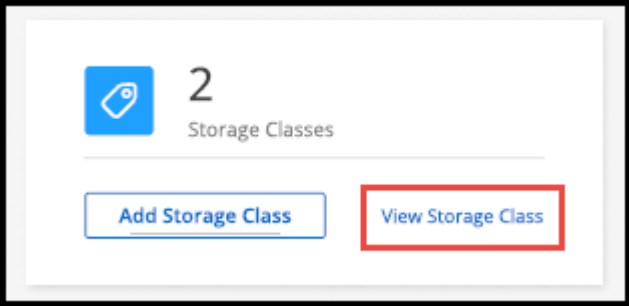 2
Storage Classes
Add Storage Class
View Storage Class